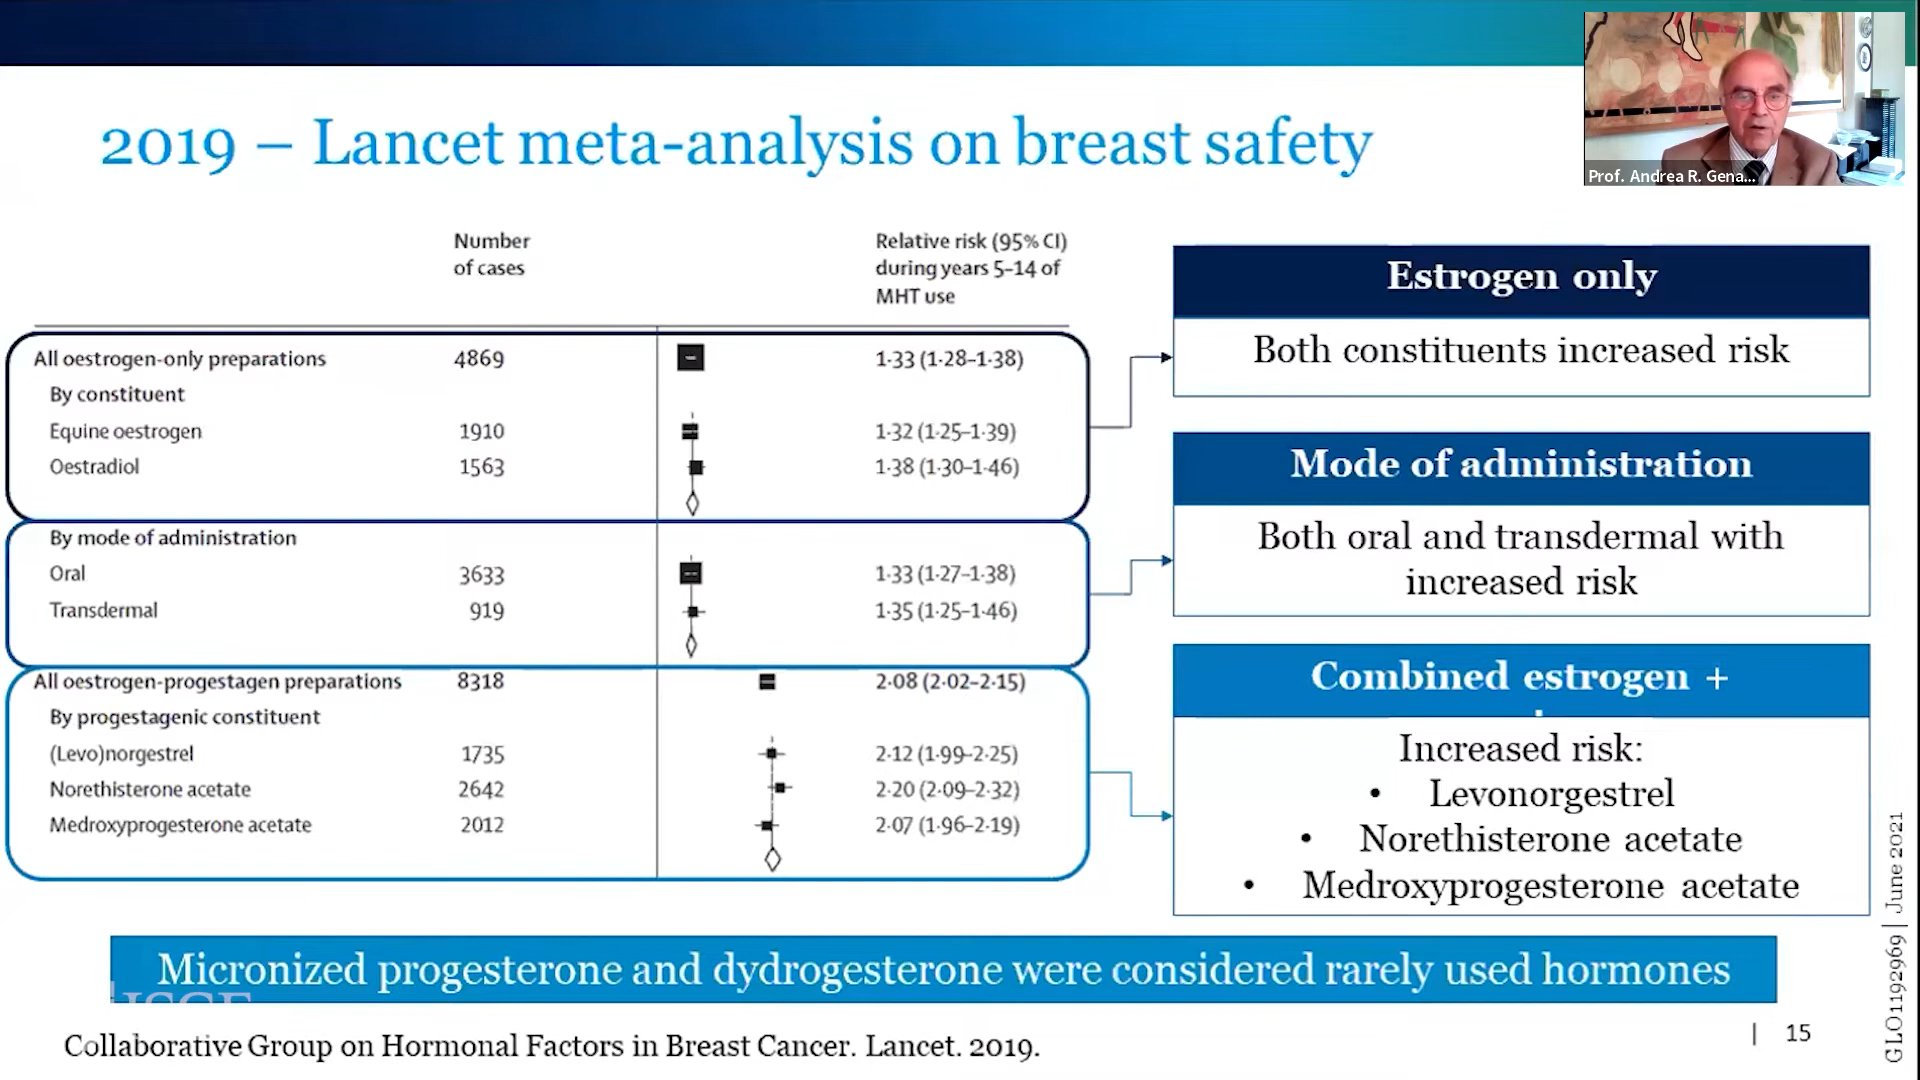 Prof. Andrea R. Gena...
2019 – Lancet meta-analysis on breast safety
Number
of cases
Relative risk (95% CI)
during years 5–14 of
MHT use
All oestrogen-only preparations 4869 1·33 (1·28–1·38)
By constituent
Equine oestrogen 1910 1·32 (1·25–1·39)
Oestradiol 1563 1·38 (1·30–1·46)
By mode of administration
Oral 3633 1·33 (1·27–1·38)
Transdermal 919 1·35 (1·25–1·46)
All oestrogen-progestagen preparations 8318 2·08 (2·02–2·15)
By progestagenic constituent
(Levo)norgestrel 1735 2·12 (1·99–2·25)
Norethisterone acetate 2642 2·20 (2·09–2·32)
Medroxyprogesterone acetate 2012 2·07 (1·96–2·19)
Estrogen only
Both constituents increased risk
Mode of administration
Both oral and transdermal with
increased risk
Combined estrogen +
Increased risk:
• Levonorgestrel
• Norethisterone acetate
• Medroxyprogesterone acetate
Micronized progesterone and dydrogesterone were considered rarely used hormones
Collaborative Group on Hormonal Factors in Breast Cancer. Lancet. 2019.
| 15
GLO1192969 | June 2021